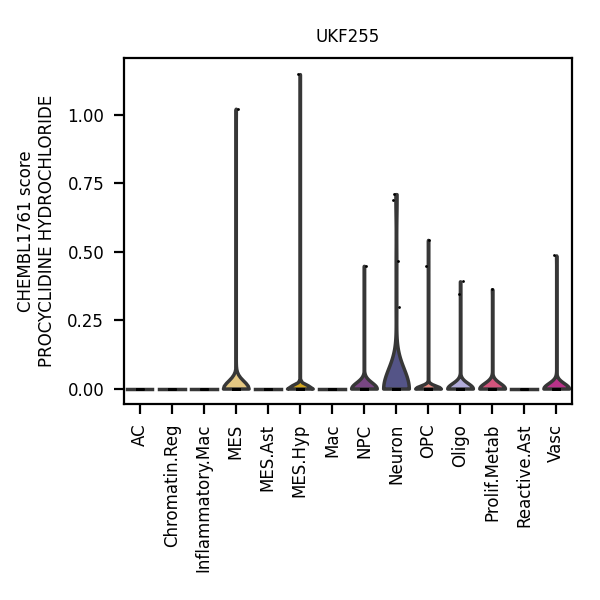 UKF255
CHEMBL1761 score
PROCYCLIDINE HYDROCHLORIDE
1.00
0.75
0.50
0.25
0.00
AC
Chromatin.Reg
Inflammatory.Mac
MES
MES.Ast
MES.Hyp
Mac
NPC
Neuron
OPC
Oligo
Prolif.Metab
Reactive.Ast
Vasc